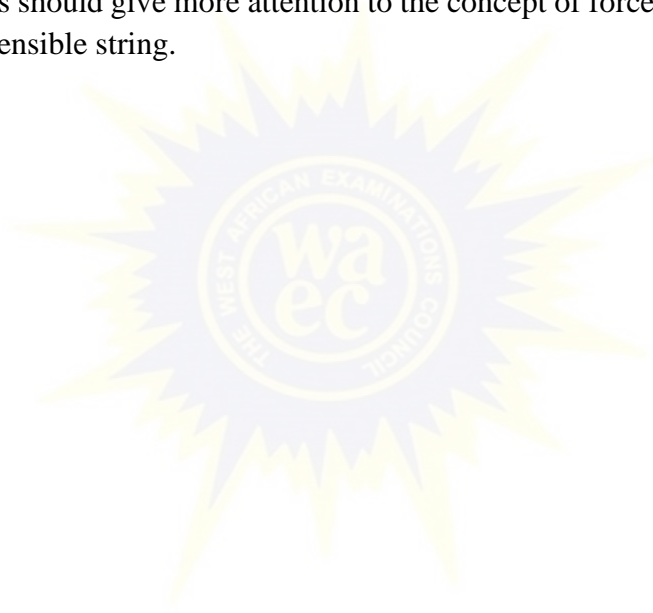 s should give more attention to the concept of force
ensible string.
THE WEST AFRICAN EXAMINATIONS COUNCIL
wa
ec